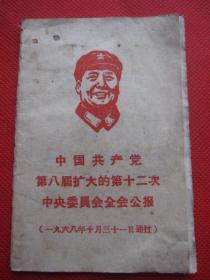 中国共产党
第八届扩大的第十二次
中央委員会全会公报
(一九六八年十月三十一日通过)